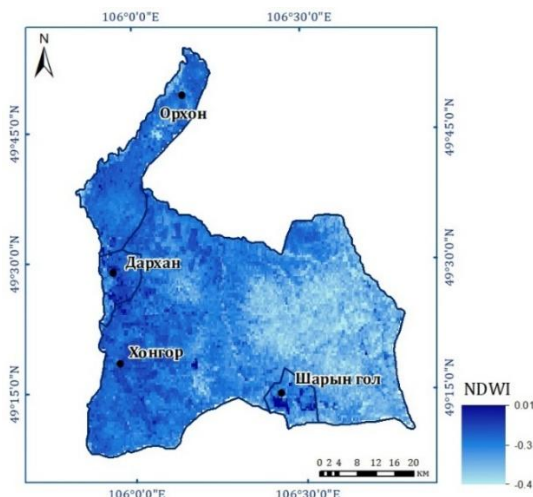 106°0'0"E 106°30'0"E
N
Орхон
49°45'0"N 49°45'0"N
Дархан
49°30'0"N 49°30'0"N
Хонгор
Шарын гол
49°15'0"N 49°15'0"N
NDWI
0.01
-0.3
-0.4
0 2 4 8 12 16 20
КМ
106°0'0"E 106°30'0"E